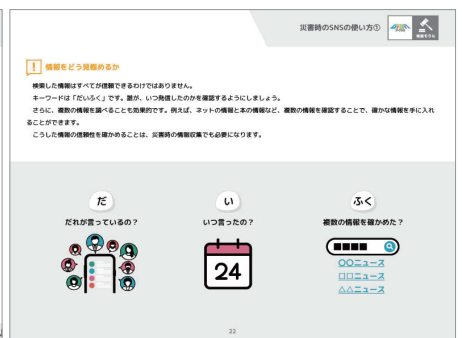 災害時のSNSの使い方①
情報をどう見極めるか
検索した情報はすべてが信頼できるわけではありません。
キーワードは「だいふく」です。誰が、いつ発信したのかを確認するようにしましょう。
さらに、複数の情報を調べることも効果的です。例えば、ネットの情報と本の情報など、複数の情報を確認することで、確かな情報を手に入れ
ることができます。
こうした情報の信頼性を確かめることは、災害時の情報収集でも必要になります。
だ
い
ふく
だれが言っているの？
いつ言ったの？
複数の情報を確かめた？
24
〇〇ニュース
□□ニュース
△△ニュース
22